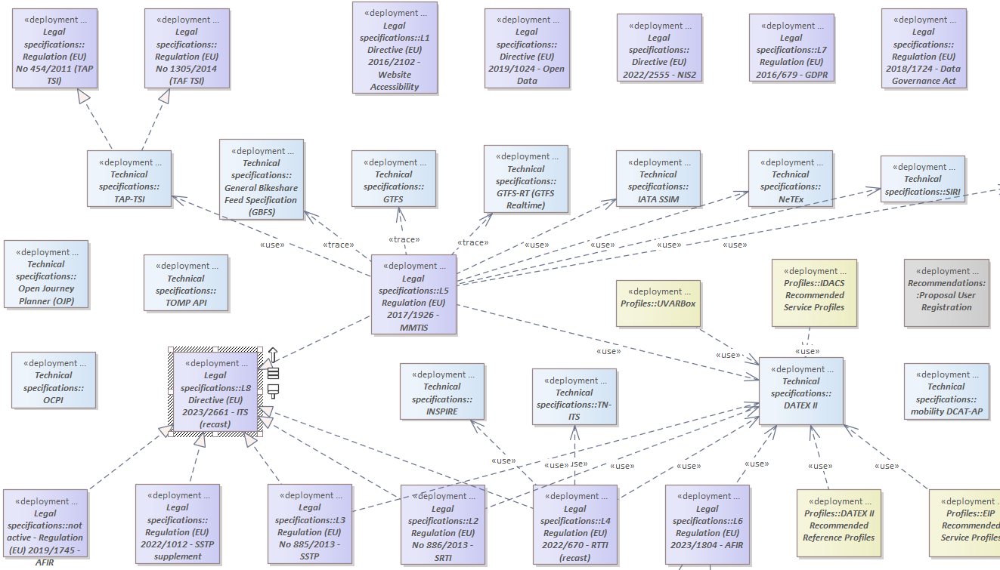 «deployment ...
Legal
specifications::
Regulation (EU)
No 454/2011 (TAP
TSI)
«deployment ...
Legal
specifications::
Regulation (EU)
No 1305/2014
(TAF TSI)
«deployment ...
Legal
specifications::L1
Directive (EU)
2016/2102 -
Website
Accessibility
«deployment ...
Legal
specifications::
Directive (EU)
2019/1024 - Open
Data
«deployment ...
Legal
specifications::
Directive (EU)
2022/2555 - NIS2
«deployment ...
Legal
specifications::L7
Regulation (EU)
2016/679 - GDPR
«deployment ...
Legal
specifications::
Regulation (EU)
2018/1724 - Data
Governance Act
«deployment ...
Technical
specifications::
TAP-TSI
«deployment ...
Technical
specifications::
General Bikeshare
Feed Specification
(GBFS)
«deployment ...
Technical
specifications::
GTFS
«deployment ...
Technical
specifications::
GTFS-RT (GTFS
Realtime)
«deployment ...
Technical
specifications::
IATA SSIM
«deployment ...
Technical
specifications::
NeTEx
«deployment ...
Technical
specifications::SIRI
«use»
«trace»
«trace»
«trace»
«use»
«use»
«use»
«use»
«deployment ...
Technical
specifications::
Open Journey
Planner (OJP)
«deployment ...
Technical
specifications::
TOMP API
«deployment ...
Legal
specifications::L5
Regulation (EU)
2017/1926 -
MMTIS
«deployment ...
Profiles::UVARBox
«deployment ...
Profiles::IDACS
Recommended
Service Profiles
«deployment ...
Recommendations:
:Proposal User
Registration
«use»
«use»
«use»
«deployment ...
Technical
specifications::
OCPI
«deployment ...
Legal
specifications::L8
Directive (EU)
2023/2661 - ITS
(recast)
«deployment ...
Technical
specifications::
INSPIRE
«deployment ...
Technical
specifications::TN-
ITS
«deployment ...
Technical
specifications::
DATEX II
«deployment ...
Technical
specifications::
mobility DCAT-AP
«use»
«use»
use»
«use»
«use»
«use»
«use»
«use»
«deployment ...
Legal
specifications::not
active - Regulation
(EU) 2019/1745 -
AFIR
«deployment ...
Legal
specifications::
Regulation (EU)
2022/1012 - SSTP
supplement
«deployment ...
Legal
specifications::L3
Regulation (EU)
No 885/2013 -
SSTP
«deployment ...
Legal
specifications::L2
Regulation (EU)
No 886/2013 -
SRTI
«deployment ...
Legal
specifications::L4
Regulation (EU)
2022/670 - RTTI
(recast)
«deployment ...
Legal
specifications::L6
Regulation (EU)
2023/1804 - AFIR
«deployment ...
Profiles::DATEX II
Recommended
Reference Profiles
«deployment ...
Profiles::EIP
Recommended
Service Profiles